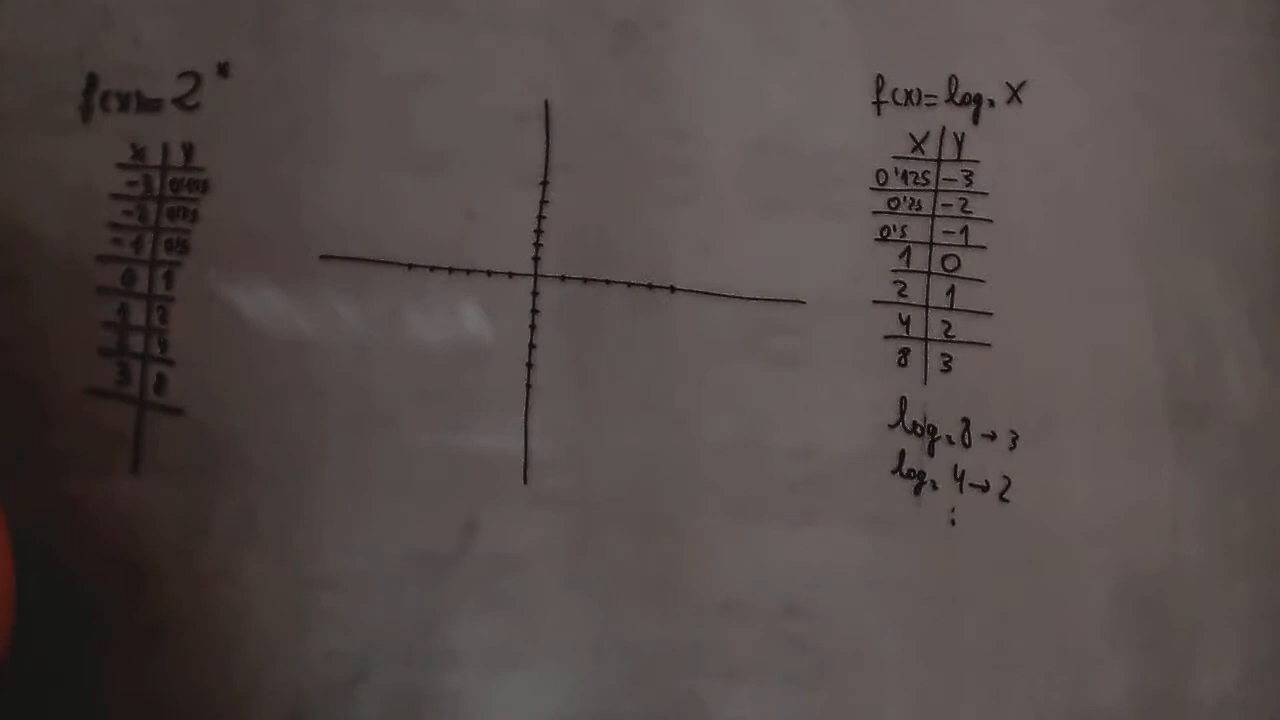 f(x)= 2^x
x y
-3 0'125
-2 0'25
-1 0'5
0 1
1 2
4
3 8
f(x)= log₂ X
X Y
0'125 -3
0'25 -2
0'5 -1
1 0
2 1
4 2
8 3
log₂ 8 → 3
log₂ 4 → 2
⋮